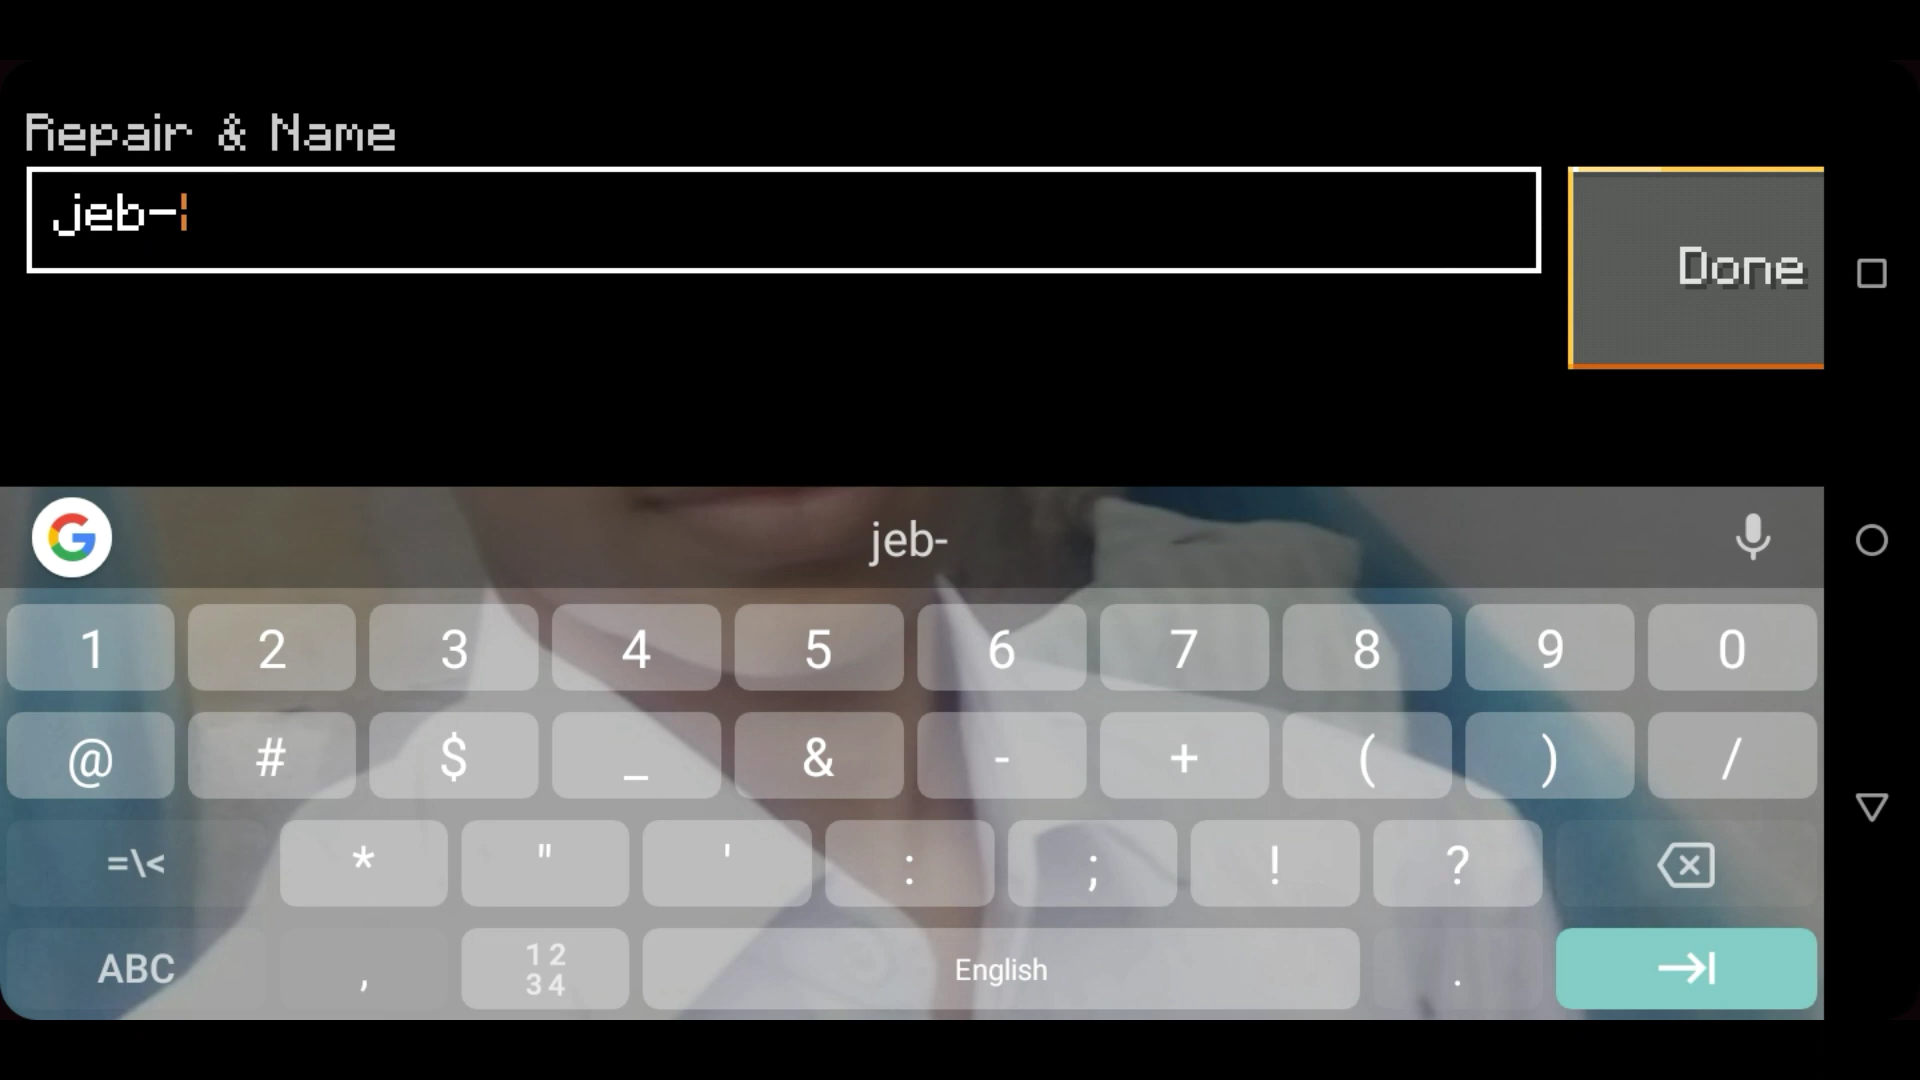 Repair & Name
jeb-
Done
jeb-
1 2 3 4 5 6 7 8 9 0
@ # $ _ & - + ( ) /
=\< * " ' : ; ! ?
ABC , 12 34 English .